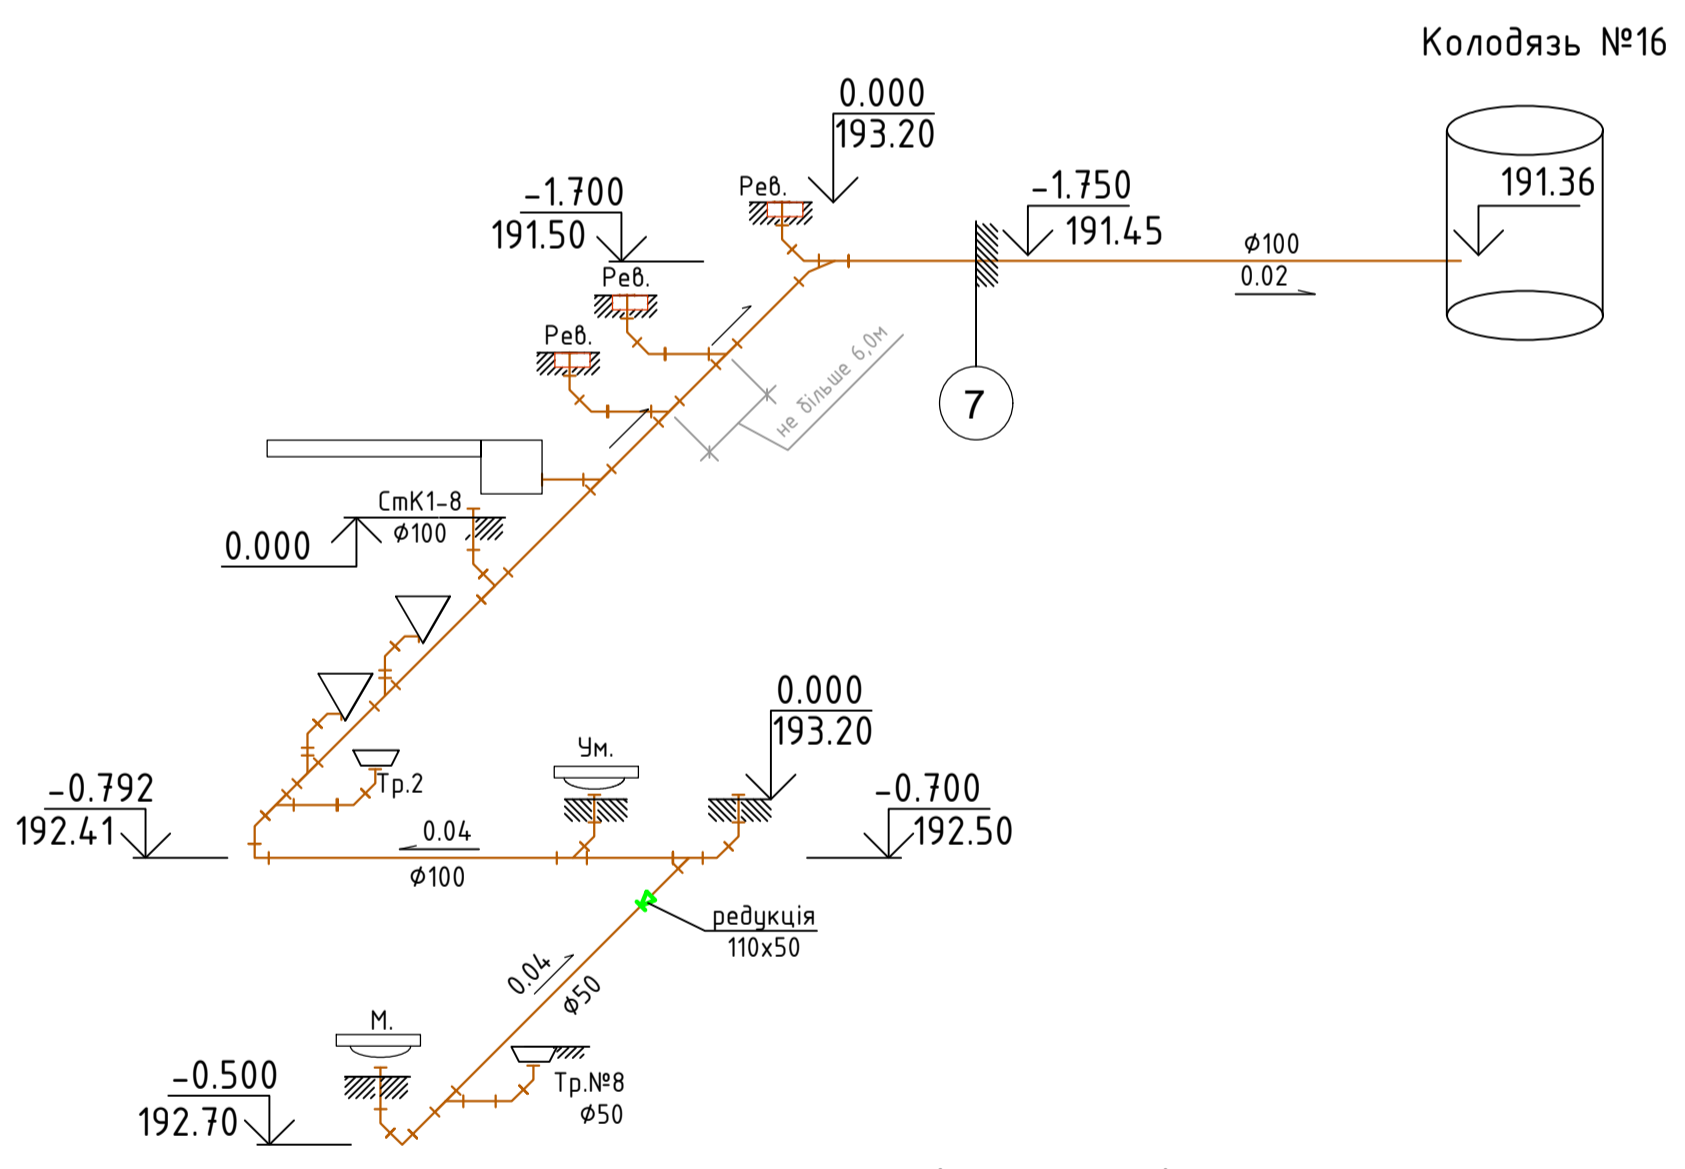 Колодязь №16
0.000
193.20
191.36
-1.700
191.50
Рев.
-1.750
191.45
Ø100
0.02
Рев.
Рев.
не більше 6,0м
7
СтК1-8
Ø100
0.000
0.000
193.20
Ум.
Тр.2
-0.792
192.41
-0.700
192.50
0.04
Ø100
редукція
110х50
0.04
Ø50
М.
Тр.№8
Ø50
-0.500
192.70